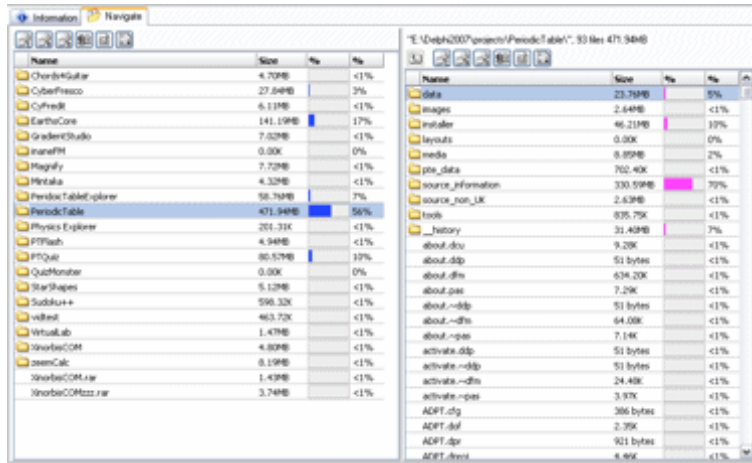 Information Navigate
Name Size % %
Chords4Guitar 4.70MB <1%
CyberFresco 27.84MB 3%
CyFredit 6.11MB <1%
EarthsCore 141.19MB 17%
GradientStudio 7.02MB <1%
inaneFM 0.00K 0%
Magnify 7.72MB <1%
Mintaka 4.32MB <1%
PeriodicTableExplorer 58.76MB 7%
PeriodicTable 471.94MB 56%
Physics Explorer 201.31K <1%
PTFlash 4.94MB <1%
PTQuiz 80.57MB 10%
QuizMonster 0.00K 0%
StarShapes 5.12MB <1%
Sudoku++ 598.32K <1%
vidtest 463.72K <1%
VirtualLab 1.47MB <1%
XinorbisCOM 4.80MB <1%
zeemCalc 8.19MB <1%
XinorbisCOM.rar 1.43MB <1%
XinorbisCOMzzz.rar 3.74MB <1%
"E:\Delphi2007\projects\PeriodicTable\", 93 files 471.94MB
Name Size % %
data 23.76MB 5%
images 2.64MB <1%
installer 46.21MB 10%
layouts 0.00K 0%
media 8.85MB 2%
pte_data 702.40K <1%
source_information 330.59MB 70%
source_non_UK 2.63MB <1%
tools 835.75K <1%
__history 31.40MB 7%
about.dcu 9.28K <1%
about.ddp 51 bytes <1%
about.dfm 634.20K <1%
about.pas 7.29K <1%
about.~ddp 51 bytes <1%
about.~dfm 64.08K <1%
about.~pas 7.14K <1%
activate.ddp 51 bytes <1%
activate.~ddp 51 bytes <1%
activate.~dfm 24.48K <1%
activate.~pas 3.97K <1%
ADPT.cfg 386 bytes <1%
ADPT.dof 2.35K <1%
ADPT.dpr 921 bytes <1%
ADPT.dproj 4.46K <1%